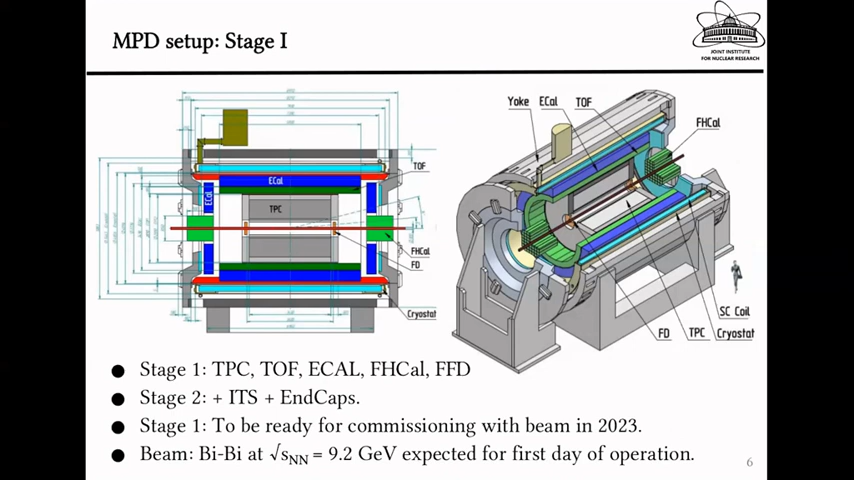 MPD setup: Stage I
JOINT INSTITUTE
FOR NUCLEAR RESEARCH
TOF
ECal
ECal
TPC
FHCal
FD
Cryostat
Yoke
ECal
TOF
FHCal
SC Coil
FD
TPC
Cryostat
● Stage 1: TPC, TOF, ECAL, FHCal, FFD
● Stage 2: + ITS + EndCaps.
● Stage 1: To be ready for commissioning with beam in 2023.
● Beam: Bi-Bi at √sNN = 9.2 GeV expected for first day of operation.
6